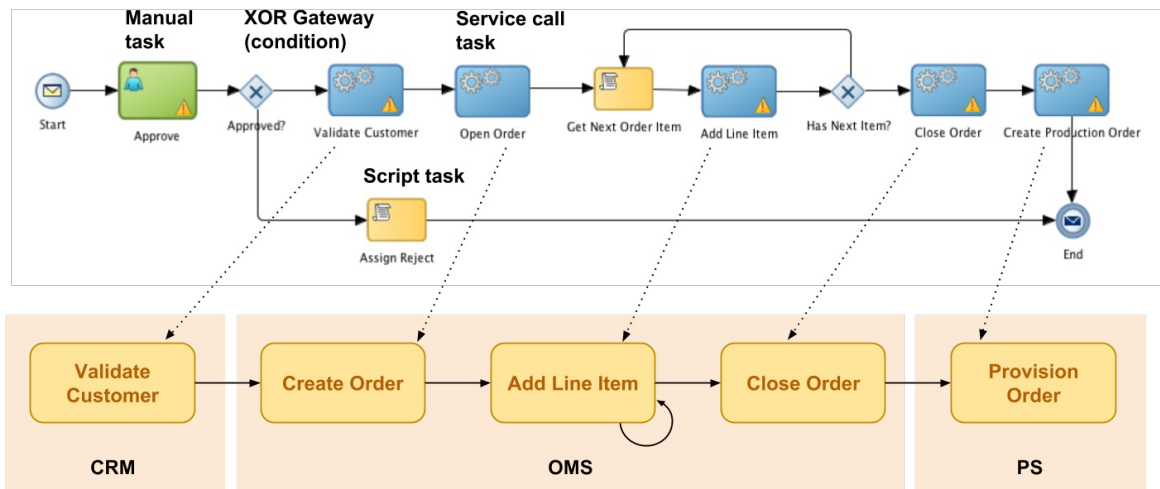 Manual
task
XOR Gateway
(condition)
Service call
task
Start
Approve
Approved?
Validate Customer
Open Order
Get Next Order Item
Add Line Item
Has Next Item?
Close Order
Create Production Order
Script task
Assign Reject
End
Validate
Customer
Create Order
Add Line Item
Close Order
Provision
Order
CRM
OMS
PS